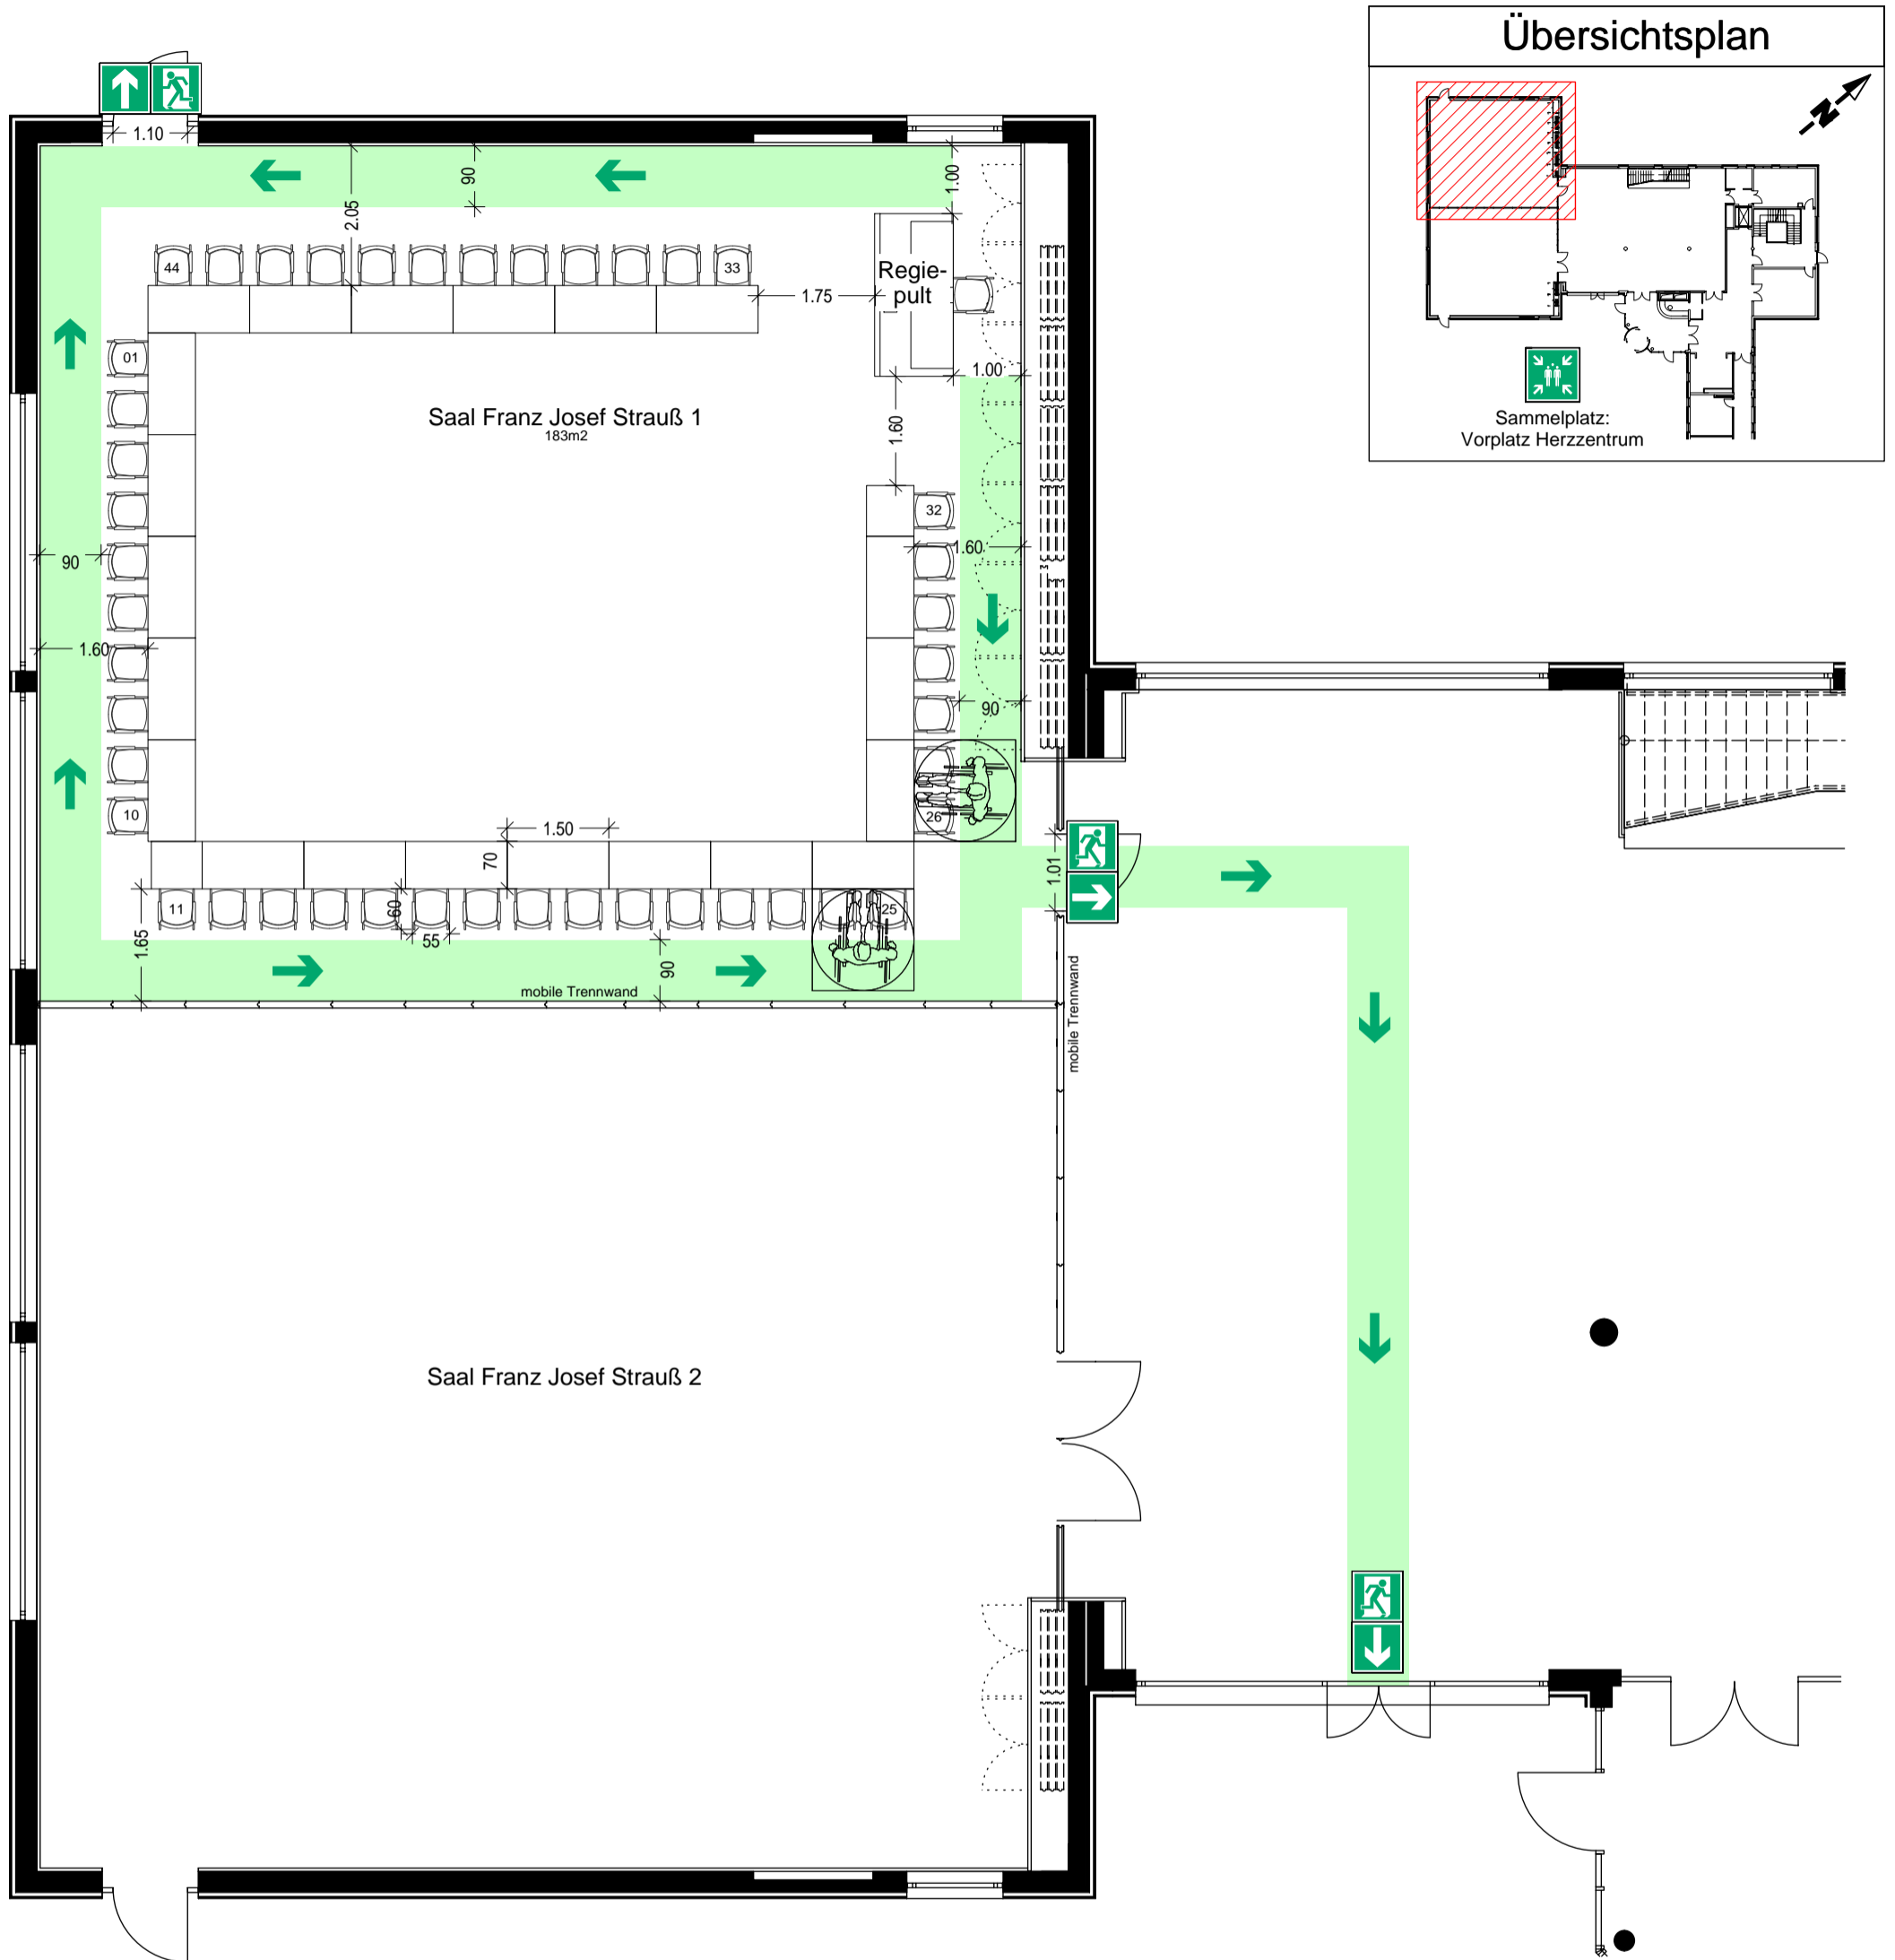 Übersichtsplan
N
Sammelplatz:
Vorplatz Herzzentrum
1.10
90
2.05
1.00
44
33
Regie-
pult
1.75
01
1.00
Saal Franz Josef Strauß 1
183m2
1.60
32
1.60
90
1.60
90
10
26
1.50
70
1.01
11
60
55
25
1.65
90
mobile Trennwand
mobile Trennwand
Saal Franz Josef Strauß 2